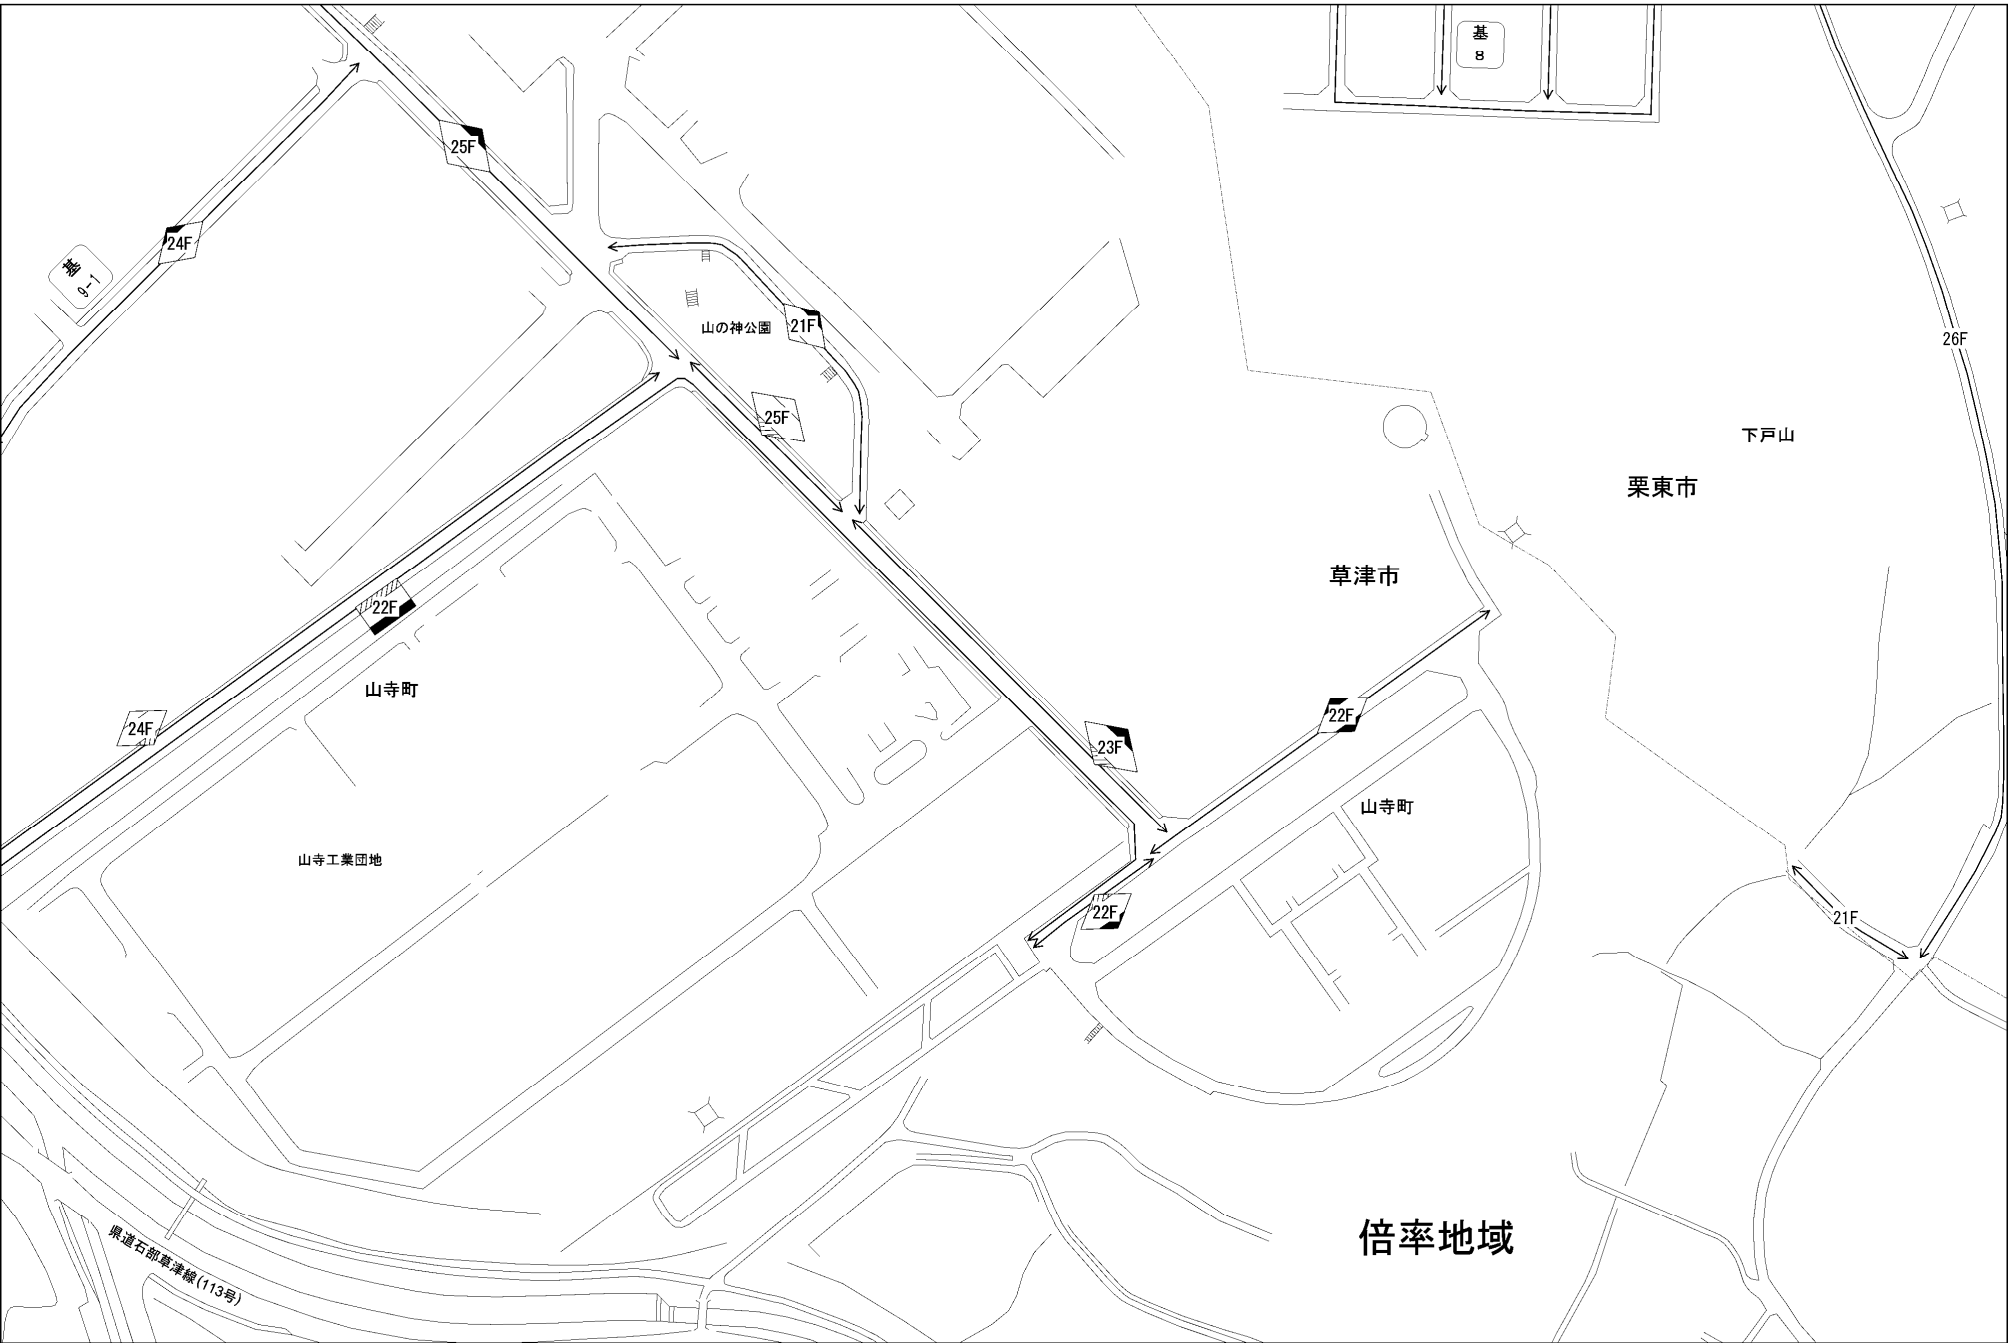 基
8
25F
24F
基
9-1
山の神公園
21F
26F
25F
下戸山
栗東市
草津市
22F
山寺町
22F
24F
23F
山寺町
山寺工業団地
22F
21F
倍率地域
県道石部草津線(113号)